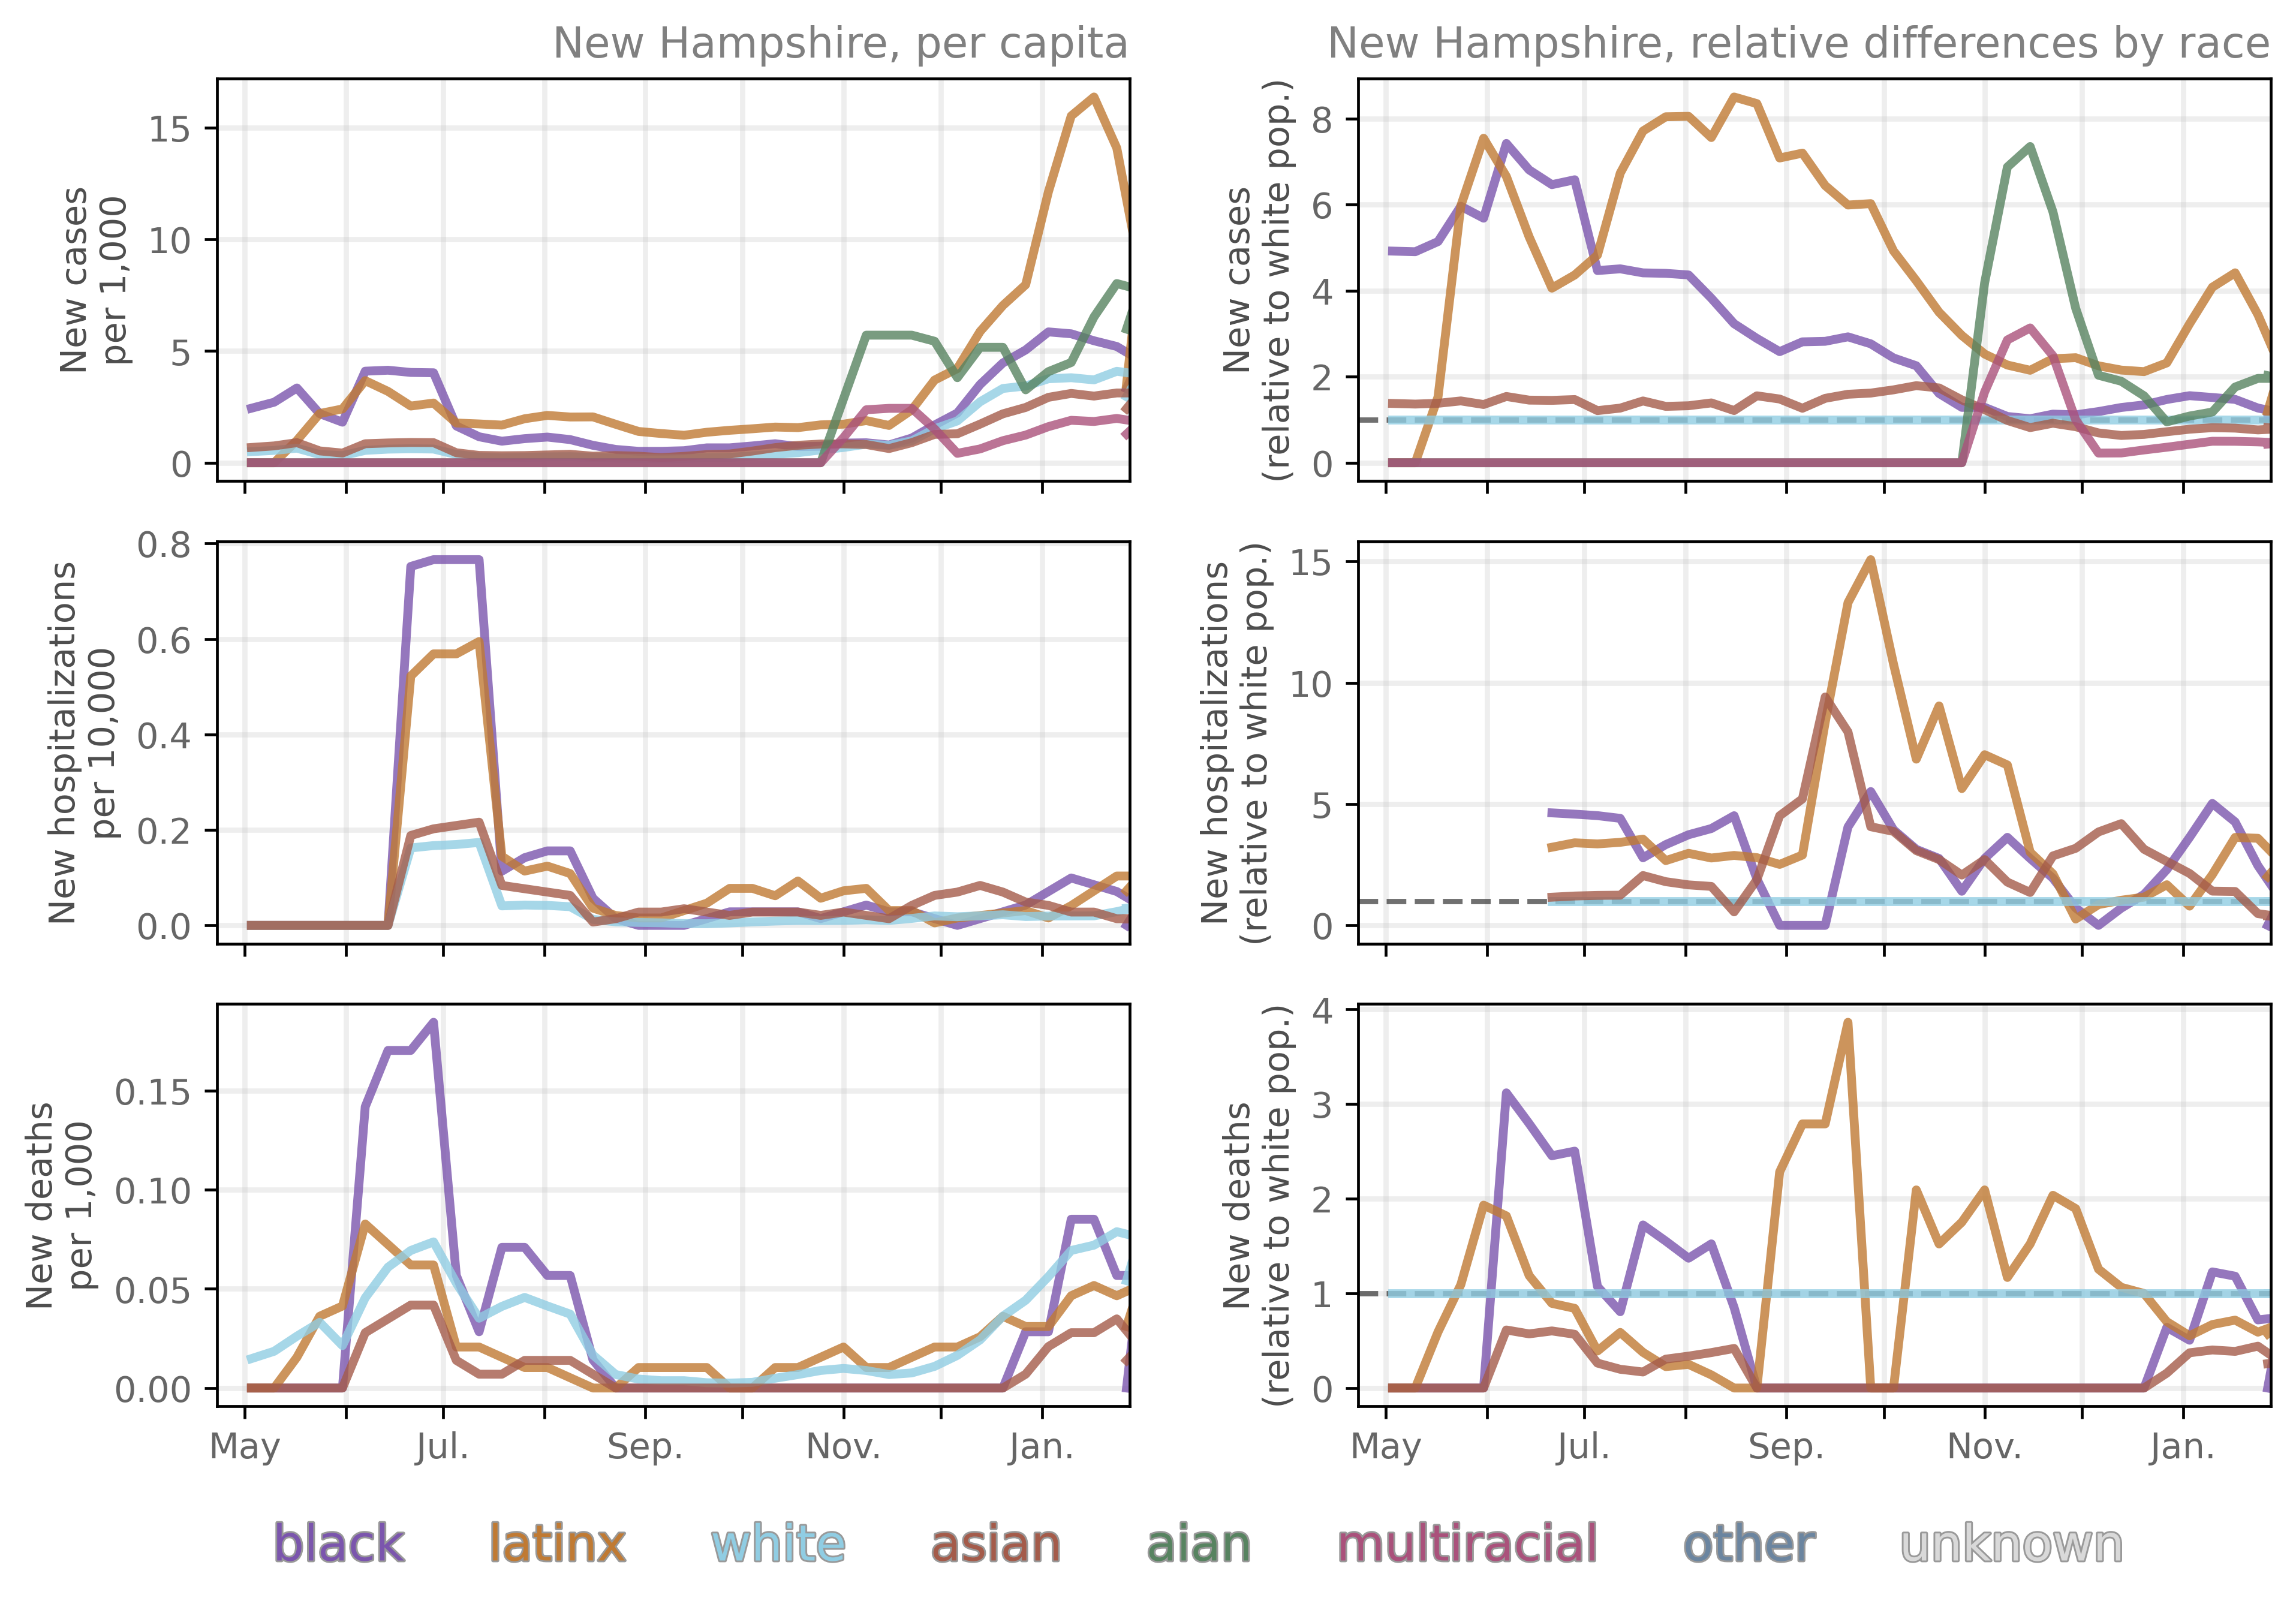 New Hampshire, per capita
New Hampshire, relative differences by race
New cases
per 1,000
15
10
5
0
New cases
(relative to white pop.)
8
6
4
2
0
New hospitalizations
per 10,000
0.8
0.6
0.4
0.2
0.0
New hospitalizations
(relative to white pop.)
15
10
5
0
New deaths
per 1,000
0.15
0.10
0.05
0.00
May Jul. Sep. Nov. Jan.
New deaths
(relative to white pop.)
4
3
2
1
0
May Jul. Sep. Nov. Jan.
black latinx white asian aian multiracial other unknown